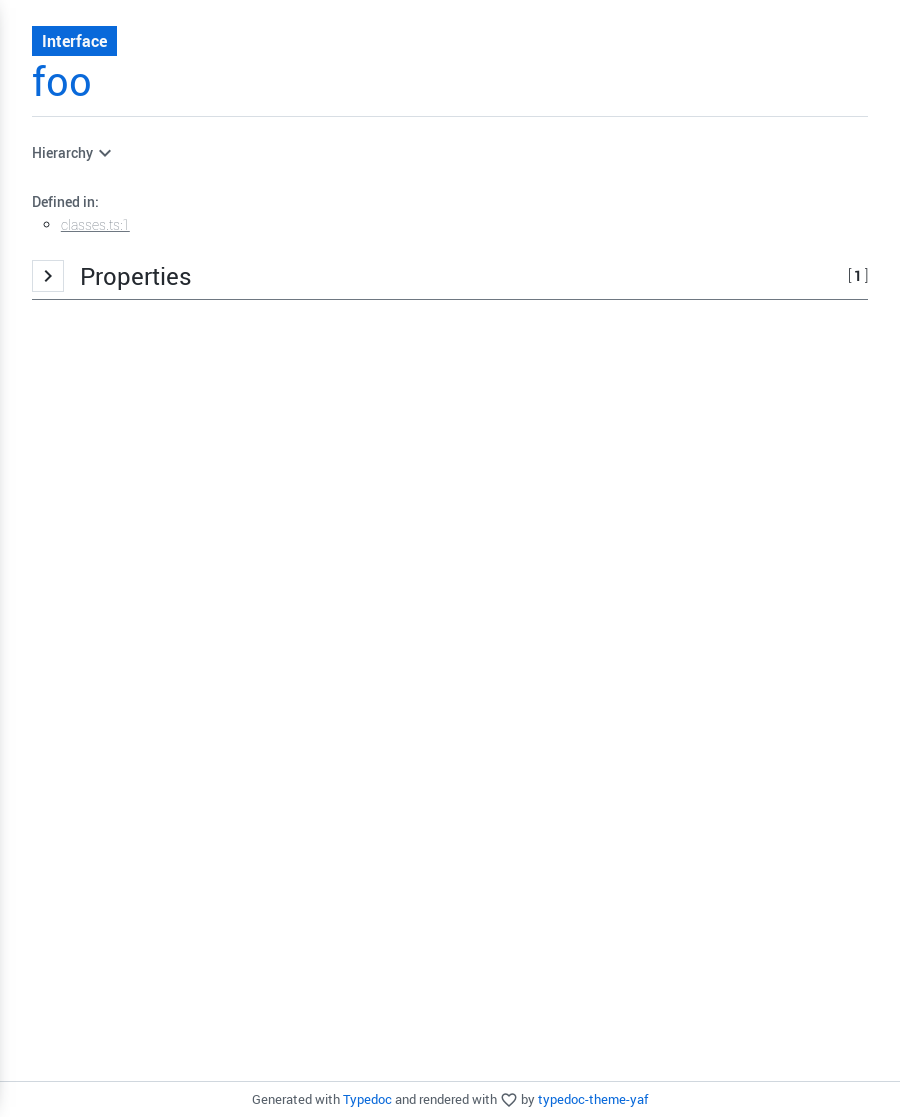 Interface
foo
Hierarchy
Defined in:
classes.ts:1
Properties [ 1 ]
Generated with Typedoc and rendered with by typedoc-theme-yaf